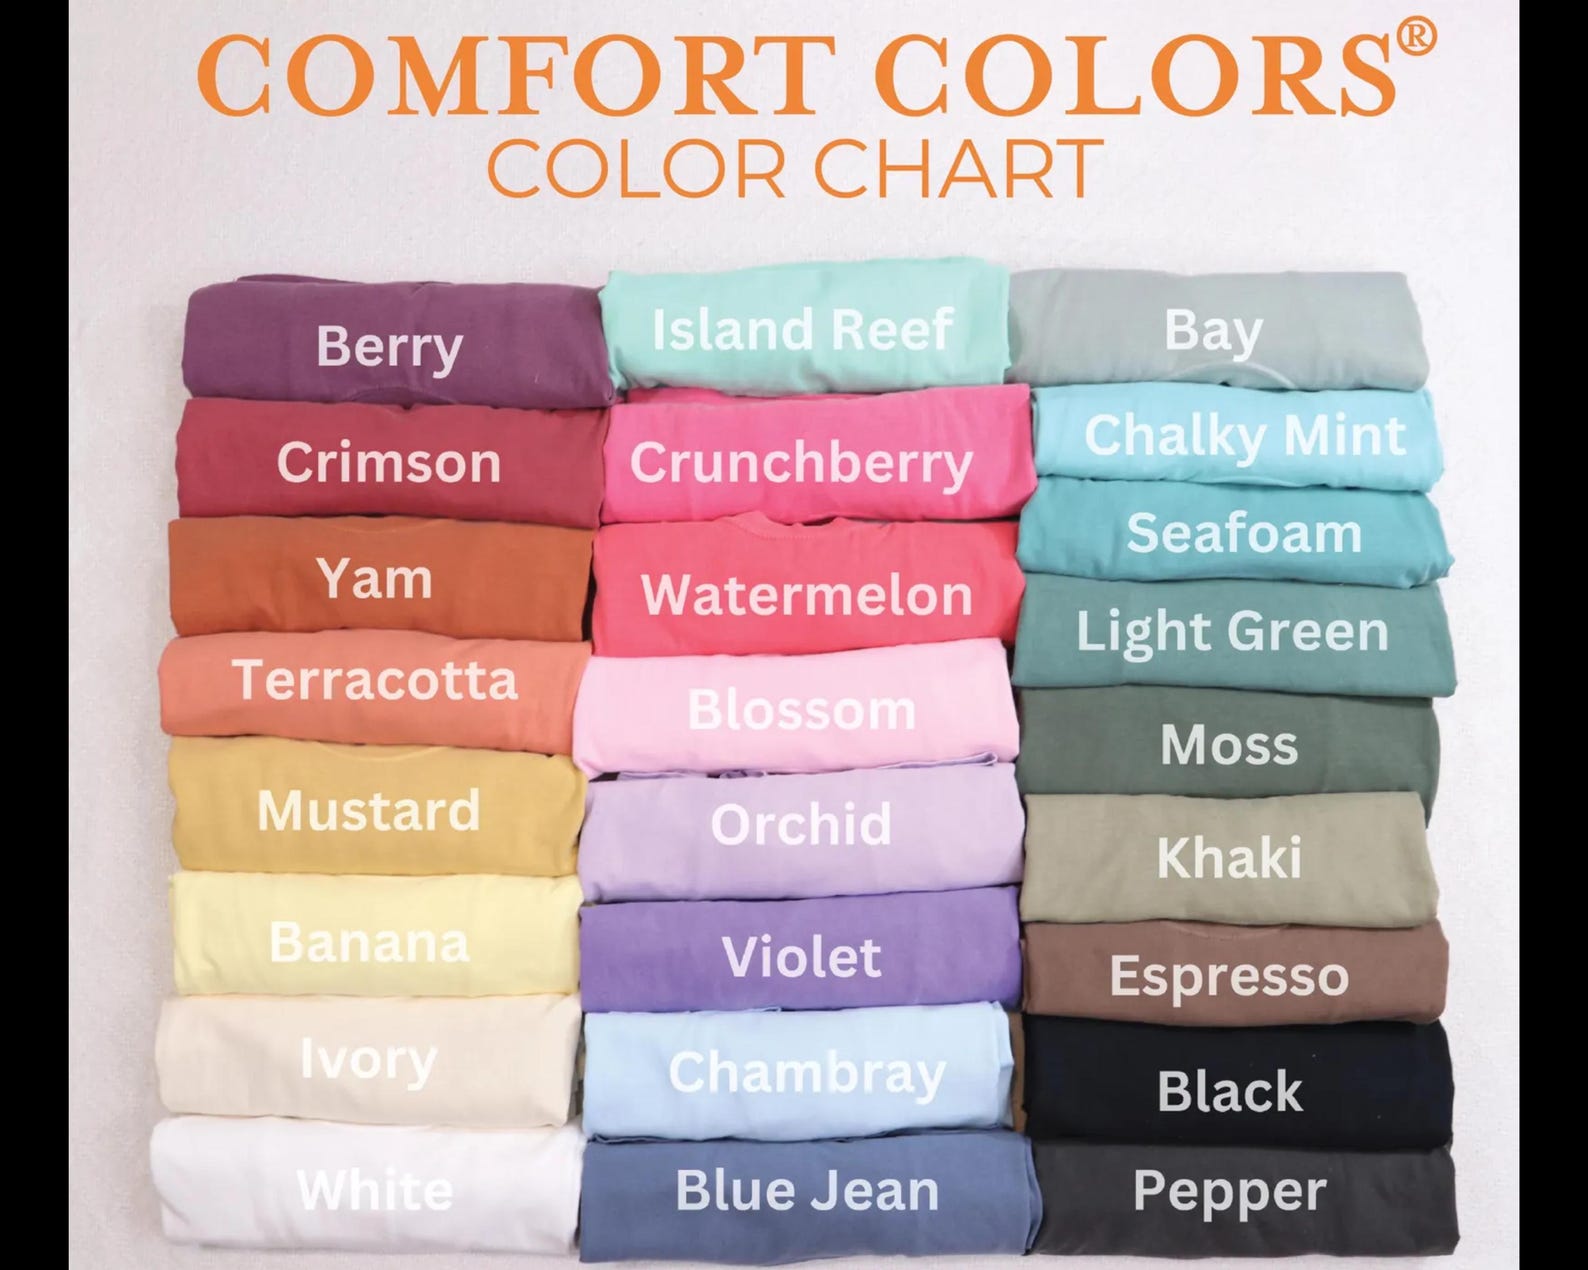 COMFORT COLORS®
COLOR CHART
Berry
Crimson
Yam
Terracotta
Mustard
Banana
Ivory
White
Island Reef
Crunchberry
Watermelon
Blossom
Orchid
Violet
Chambray
Blue Jean
Bay
Chalky Mint
Seafoam
Light Green
Moss
Khaki
Espresso
Black
Pepper